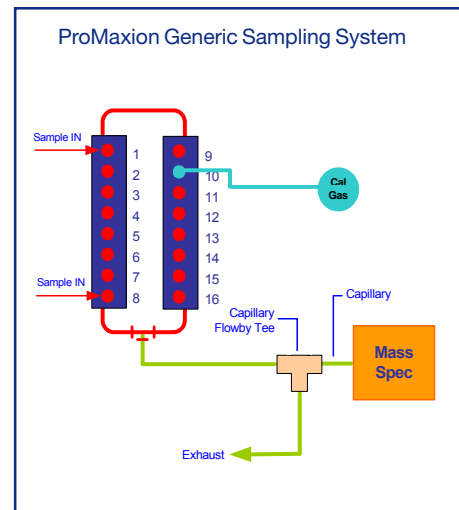 ProMaxion Generic Sampling System
Sample IN
1
2
3
4
5
6
7
8
9
10
11
12
13
14
15
16
Cal
Gas
Sample IN
Capillary
Flowby Tee
Capillary
Mass
Spec
Exhaust